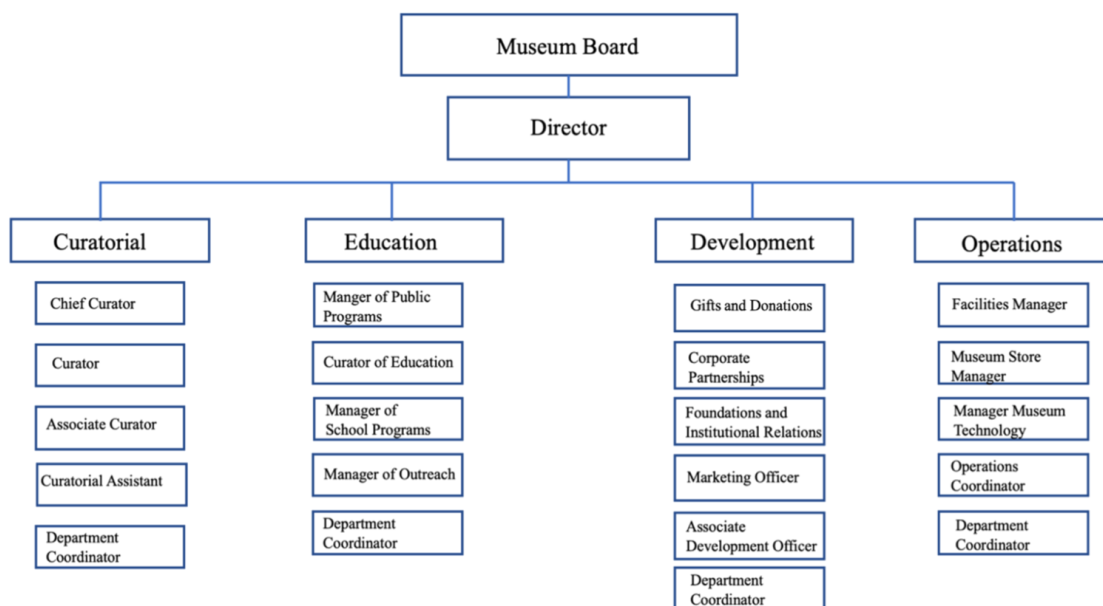 Museum Board
Director
Curatorial
Chief Curator
Curator
Associate Curator
Curatorial Assistant
Department
Coordinator
Education
Manger of Public
Programs
Curator of Education
Manager of
School Programs
Manager of Outreach
Department
Coordinator
Development
Gifts and Donations
Corporate
Partnerships
Foundations and
Institutional Relations
Marketing Officer
Associate
Development Officer
Department
Coordinator
Operations
Facilities Manager
Museum Store
Manager
Manager Museum
Technology
Operations
Coordinator
Department
Coordinator